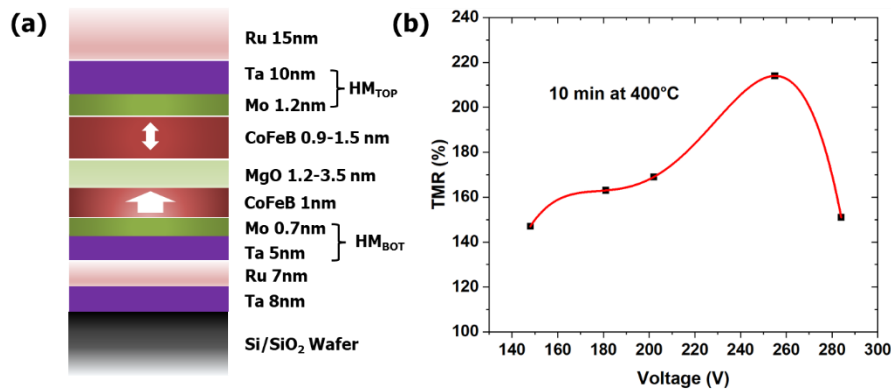 (a)
Ru 15nm
Ta 10nm
HM_TOP
Mo 1.2nm
CoFeB 0.9-1.5 nm
MgO 1.2-3.5 nm
CoFeB 1nm
Mo 0.7nm
HM_BOT
Ta 5nm
Ru 7nm
Ta 8nm
Si/SiO₂ Wafer
(b)
240
220
200
180
160
140
120
100
TMR (%)
10 min at 400°C
140 160 180 200 220 240 260 280 300
Voltage (V)